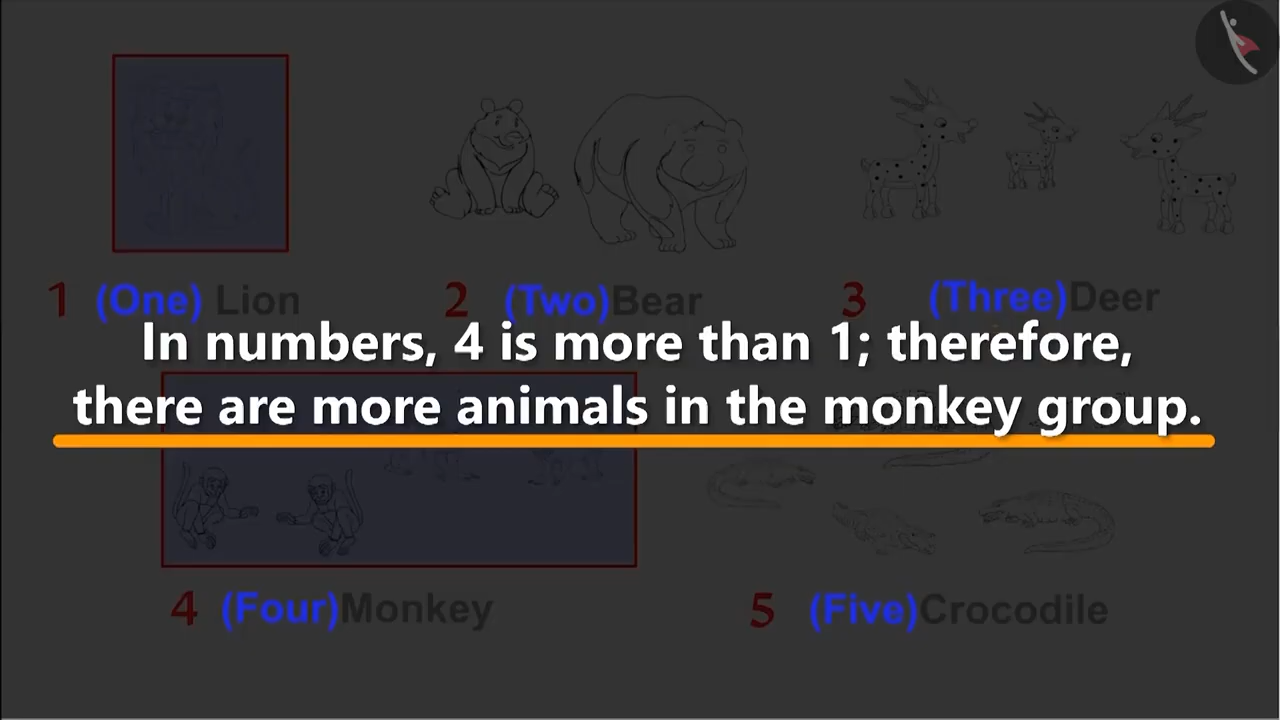 1 (One) Lion
2 (Two)Bear
3 (Three)Deer
In numbers, 4 is more than 1; therefore,
there are more animals in the monkey group.
4 (Four)Monkey
5 (Five)Crocodile